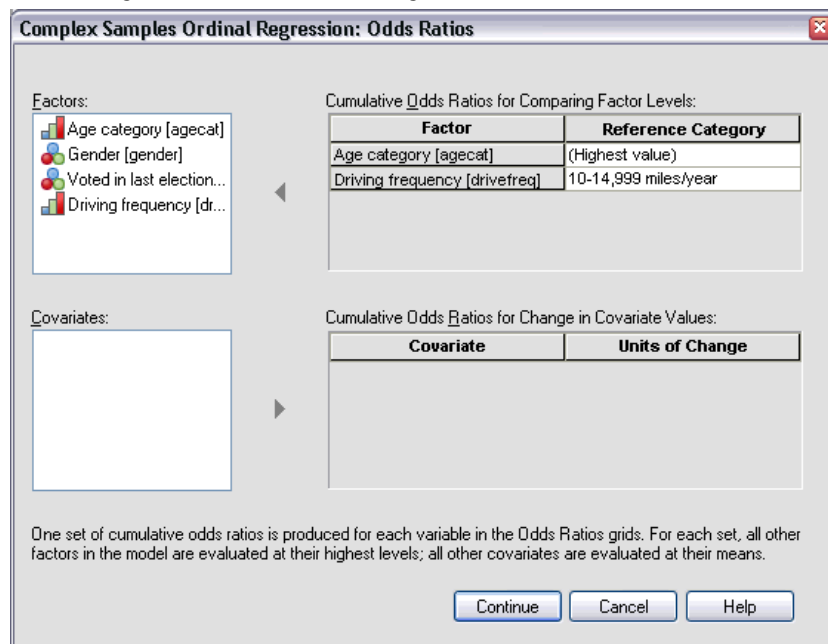 Complex Samples Ordinal Regression: Odds Ratios
Factors:
Age category [agecat]
Gender [gender]
Voted in last election...
Driving frequency [dr...
Cumulative Odds Ratios for Comparing Factor Levels:
Factor Reference Category
Age category [agecat] (Highest value)
Driving frequency [drivefreq] 10-14,999 miles/year
Covariates:
Cumulative Odds Ratios for Change in Covariate Values:
Covariate Units of Change
One set of cumulative odds ratios is produced for each variable in the Odds Ratios grids. For each set, all other
factors in the model are evaluated at their highest levels; all other covariates are evaluated at their means.
Continue Cancel Help